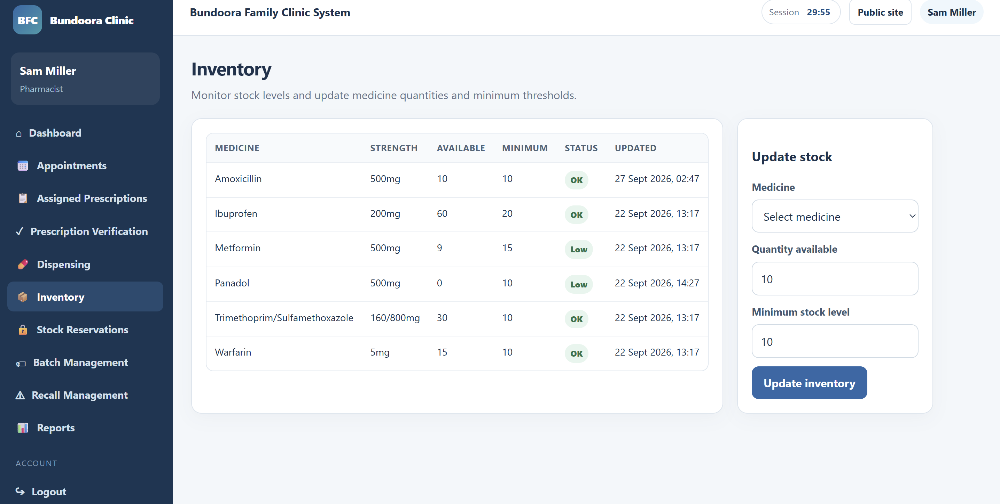 BFC Bundoora Clinic
Sam Miller
Pharmacist
Dashboard
Appointments
Assigned Prescriptions
Prescription Verification
Dispensing
Inventory
Stock Reservations
Batch Management
Recall Management
Reports
ACCOUNT
Logout
Bundoora Family Clinic System
Session 29:55
Public site
Sam Miller
Inventory
Monitor stock levels and update medicine quantities and minimum thresholds.
MEDICINE STRENGTH AVAILABLE MINIMUM STATUS UPDATED
Amoxicillin 500mg 10 10 OK 27 Sept 2026, 02:47
Ibuprofen 200mg 60 20 OK 22 Sept 2026, 13:17
Metformin 500mg 9 15 Low 22 Sept 2026, 13:17
Panadol 500mg 0 10 Low 22 Sept 2026, 14:27
Trimethoprim/Sulfamethoxazole 160/800mg 30 10 OK 22 Sept 2026, 13:17
Warfarin 5mg 15 10 OK 22 Sept 2026, 13:17
Update stock
Medicine
Select medicine
Quantity available
10
Minimum stock level
10
Update inventory